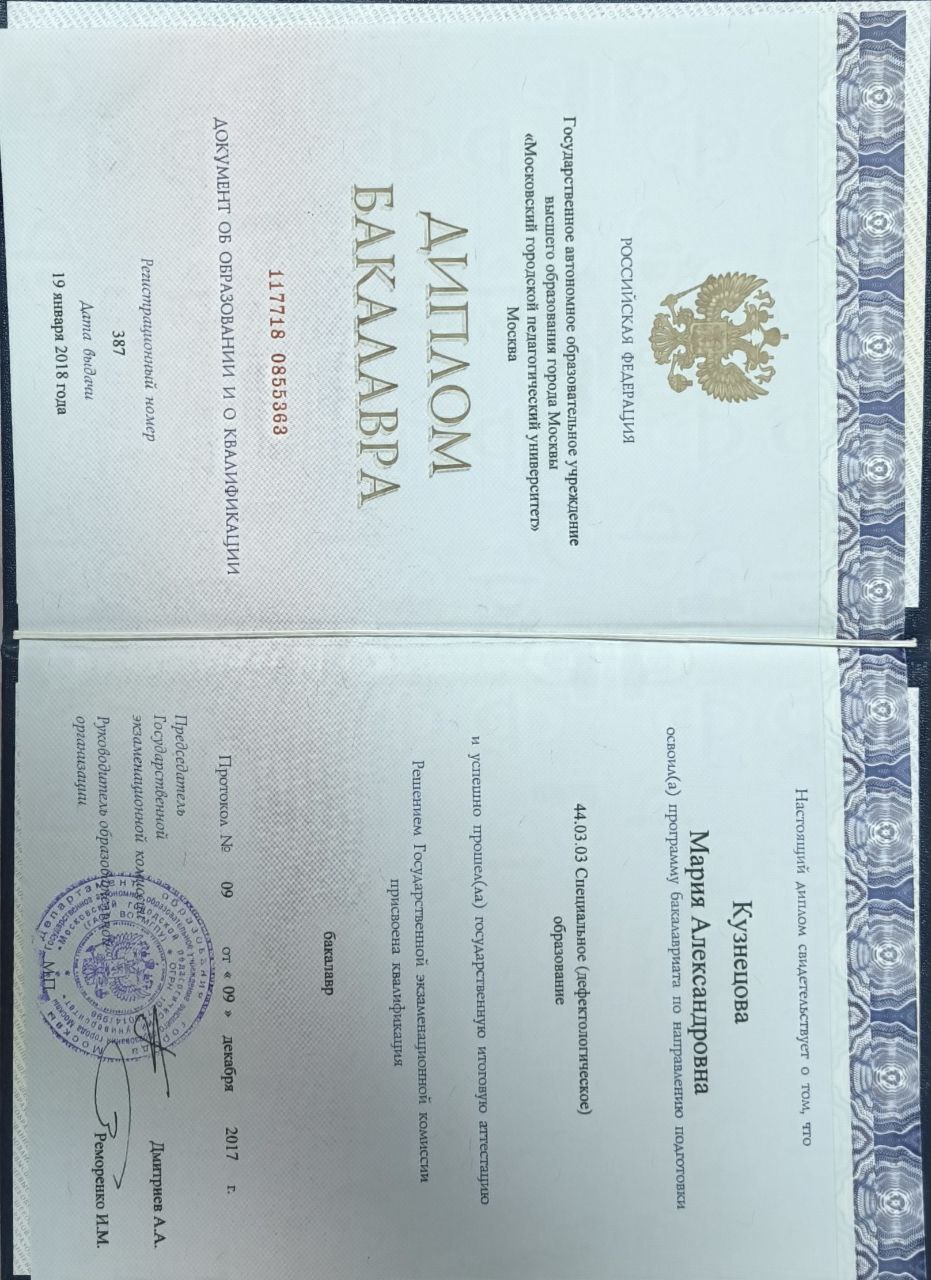 РОССИЙСКАЯ ФЕДЕРАЦИЯ
Государственное автономное образовательное учреждение
высшего образования города Москвы
«Московский городской педагогический университет»
Москва
ДИПЛОМ
БАКАЛАВРА
117718 0855363
ДОКУМЕНТ ОБ ОБРАЗОВАНИИ И О КВАЛИФИКАЦИИ
Регистрационный номер
387
Дата выдачи
19 января 2018 года
Настоящий диплом свидетельствует о том, что
Кузнецова
Мария Александровна
освоил(а) программу бакалавриата по направлению подготовки
44.03.03 Специальное (дефектологическое)
образование
и успешно прошел(ла) государственную итоговую аттестацию
Решением Государственной экзаменационной комиссии
присвоена квалификация
бакалавр
Протокол № 09 от « 09 » декабря 2017 г.
Председатель
Государственной
экзаменационной комиссии
Дмитриев А.А.
Руководитель образовательной
организации
Реморенко И.М.
М.П.